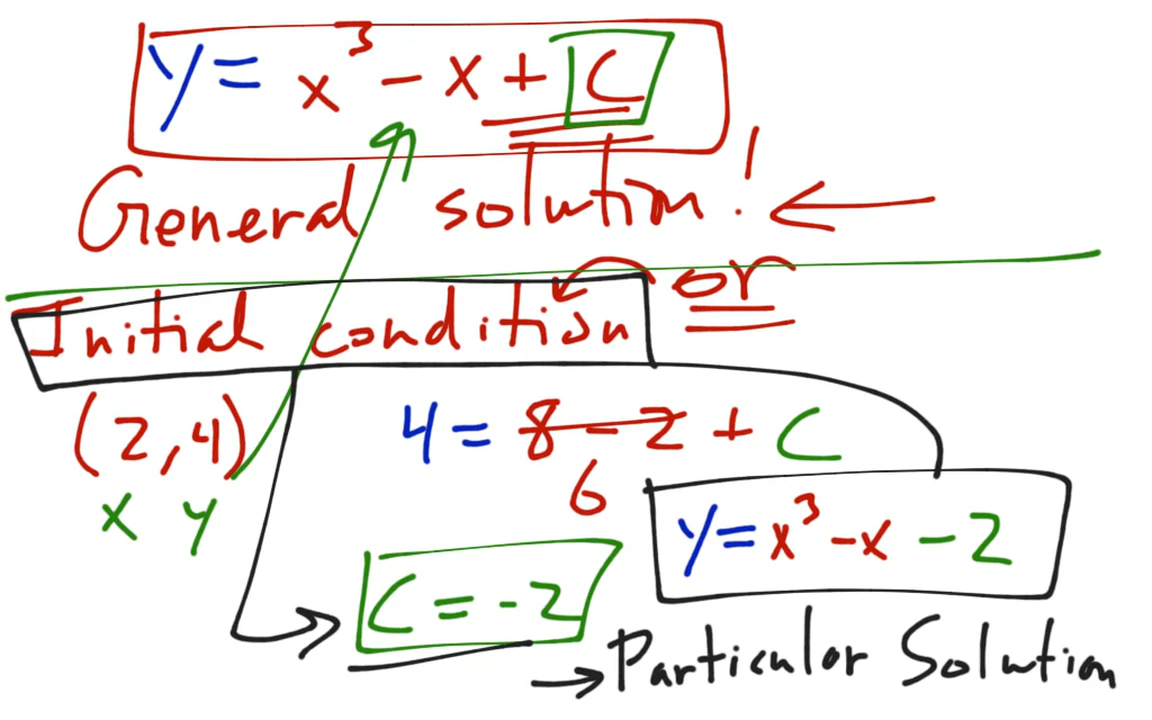 y = x³ - x + C
General solution!
or
Initial condition
(2,4) 4 = 8 - 2 + C
x y 6
y = x³ - x - 2
C = -2
Particular Solution